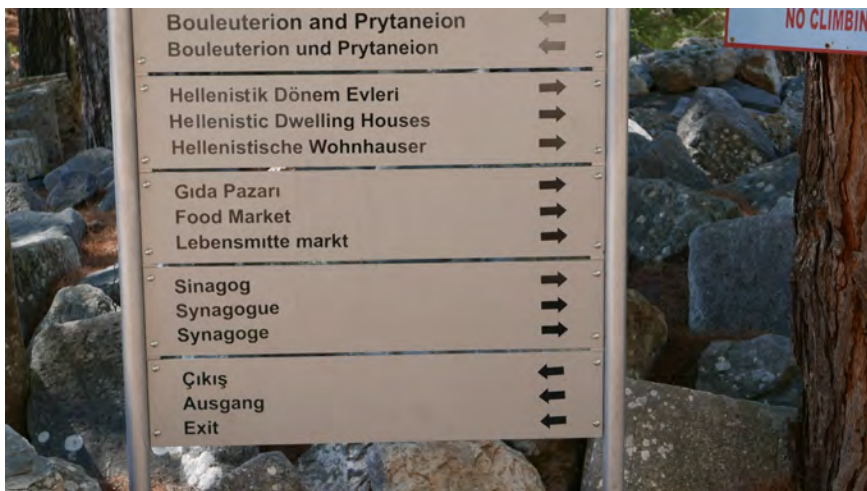 Bouleuterion and Prytaneion
Bouleuterion und Prytaneion
Hellenistik Dönem Evleri
Hellenistic Dwelling Houses
Hellenistische Wohnhauser
Gıda Pazarı
Food Market
Lebensmıtte markt
Sinagog
Synagogue
Synagoge
Çıkış
Ausgang
Exit
NO CLIMBIN